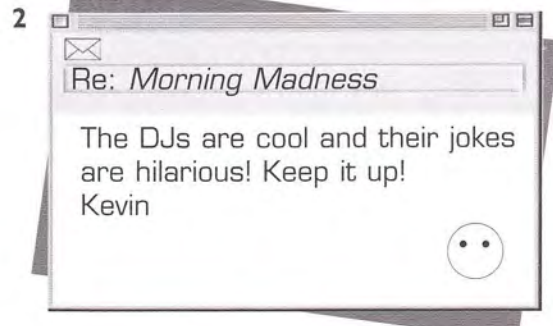 2
Re: Morning Madness
The DJs are cool and their jokes
are hilarious! Keep it up!
Kevin